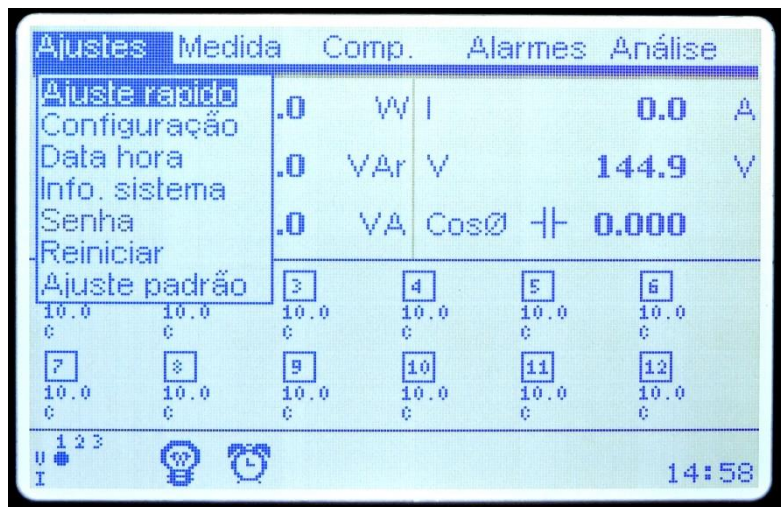 Ajustes Medida Comp. Alarmes Análise
Ajuste rapido
Configuração
Data hora
Info. sistema
Senha
Reiniciar
Ajuste padrão
.0 W I 0.0 A
.0 VAr V 144.9 V
.0 VA CosØ 0.000
3 4 5 6
10.0 10.0 10.0 10.0 10.0 10.0
C C C C C C
7 8 9 10 11 12
10.0 10.0 10.0 10.0 10.0 10.0
C C C C C C
1 2 3
U
I
14:58